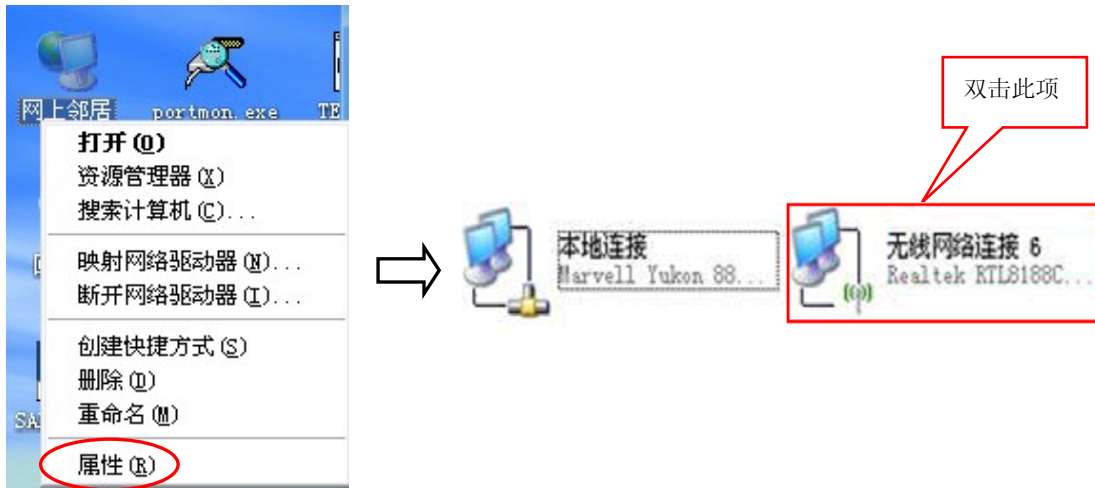 网上邻居
portmon.exe
TE
打开(O)
资源管理器(X)
搜索计算机(C)...
映射网络驱动器(N)...
断开网络驱动器(I)...
创建快捷方式(S)
删除(D)
重命名(M)
SA
属性(R)
双击此项
本地连接
Marvell Yukon 88...
无线网络连接 6
Realtek RTL8188C...